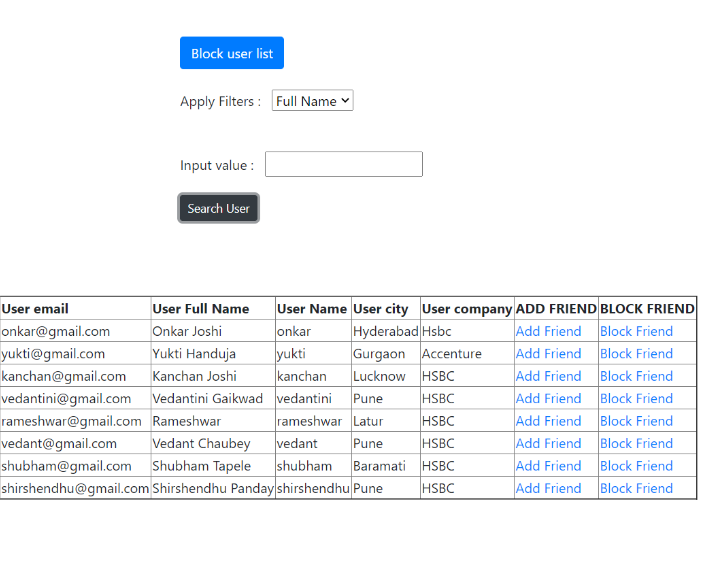 Block user list
Apply Filters : Full Name
Input value :
Search User
User email User Full Name User Name User city User company ADD FRIEND BLOCK FRIEND
onkar@gmail.com Onkar Joshi onkar Hyderabad Hsbc Add Friend Block Friend
yukti@gmail.com Yukti Handuja yukti Gurgaon Accenture Add Friend Block Friend
kanchan@gmail.com Kanchan Joshi kanchan Lucknow HSBC Add Friend Block Friend
vedantini@gmail.com Vedantini Gaikwad vedantini Pune HSBC Add Friend Block Friend
rameshwar@gmail.com Rameshwar rameshwar Latur HSBC Add Friend Block Friend
vedant@gmail.com Vedant Chaubey vedant Pune HSBC Add Friend Block Friend
shubham@gmail.com Shubham Tapele shubham Baramati HSBC Add Friend Block Friend
shirshendhu@gmail.com Shirshendhu Panday shirshendhu Pune HSBC Add Friend Block Friend